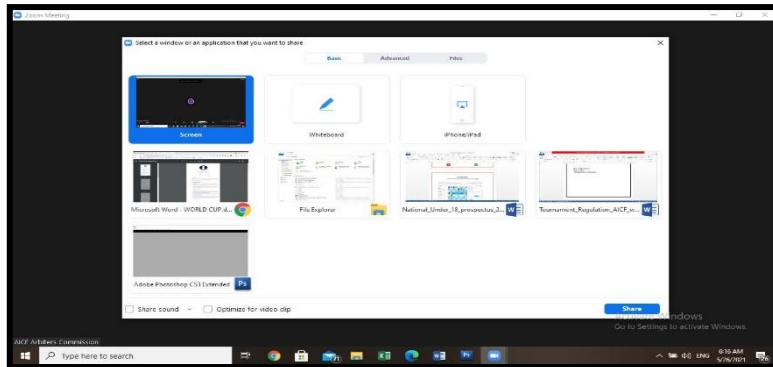 Zoom Meeting
Select a window or an application that you want to share
Basic Advanced Files
Screen Whiteboard iPhone/iPad
Microsoft Word - WORLD CUP.d... File Explorer National_Under_18_prospectus_2... Tournament_Regulation_AICF_w...
Adobe Photoshop CS3 Extended Ps
Share sound Optimize for video clip Share
Go to Settings to activate Windows.
AICF Arbiters Commission
Type here to search ENG 6:16 AM
5/26/2021